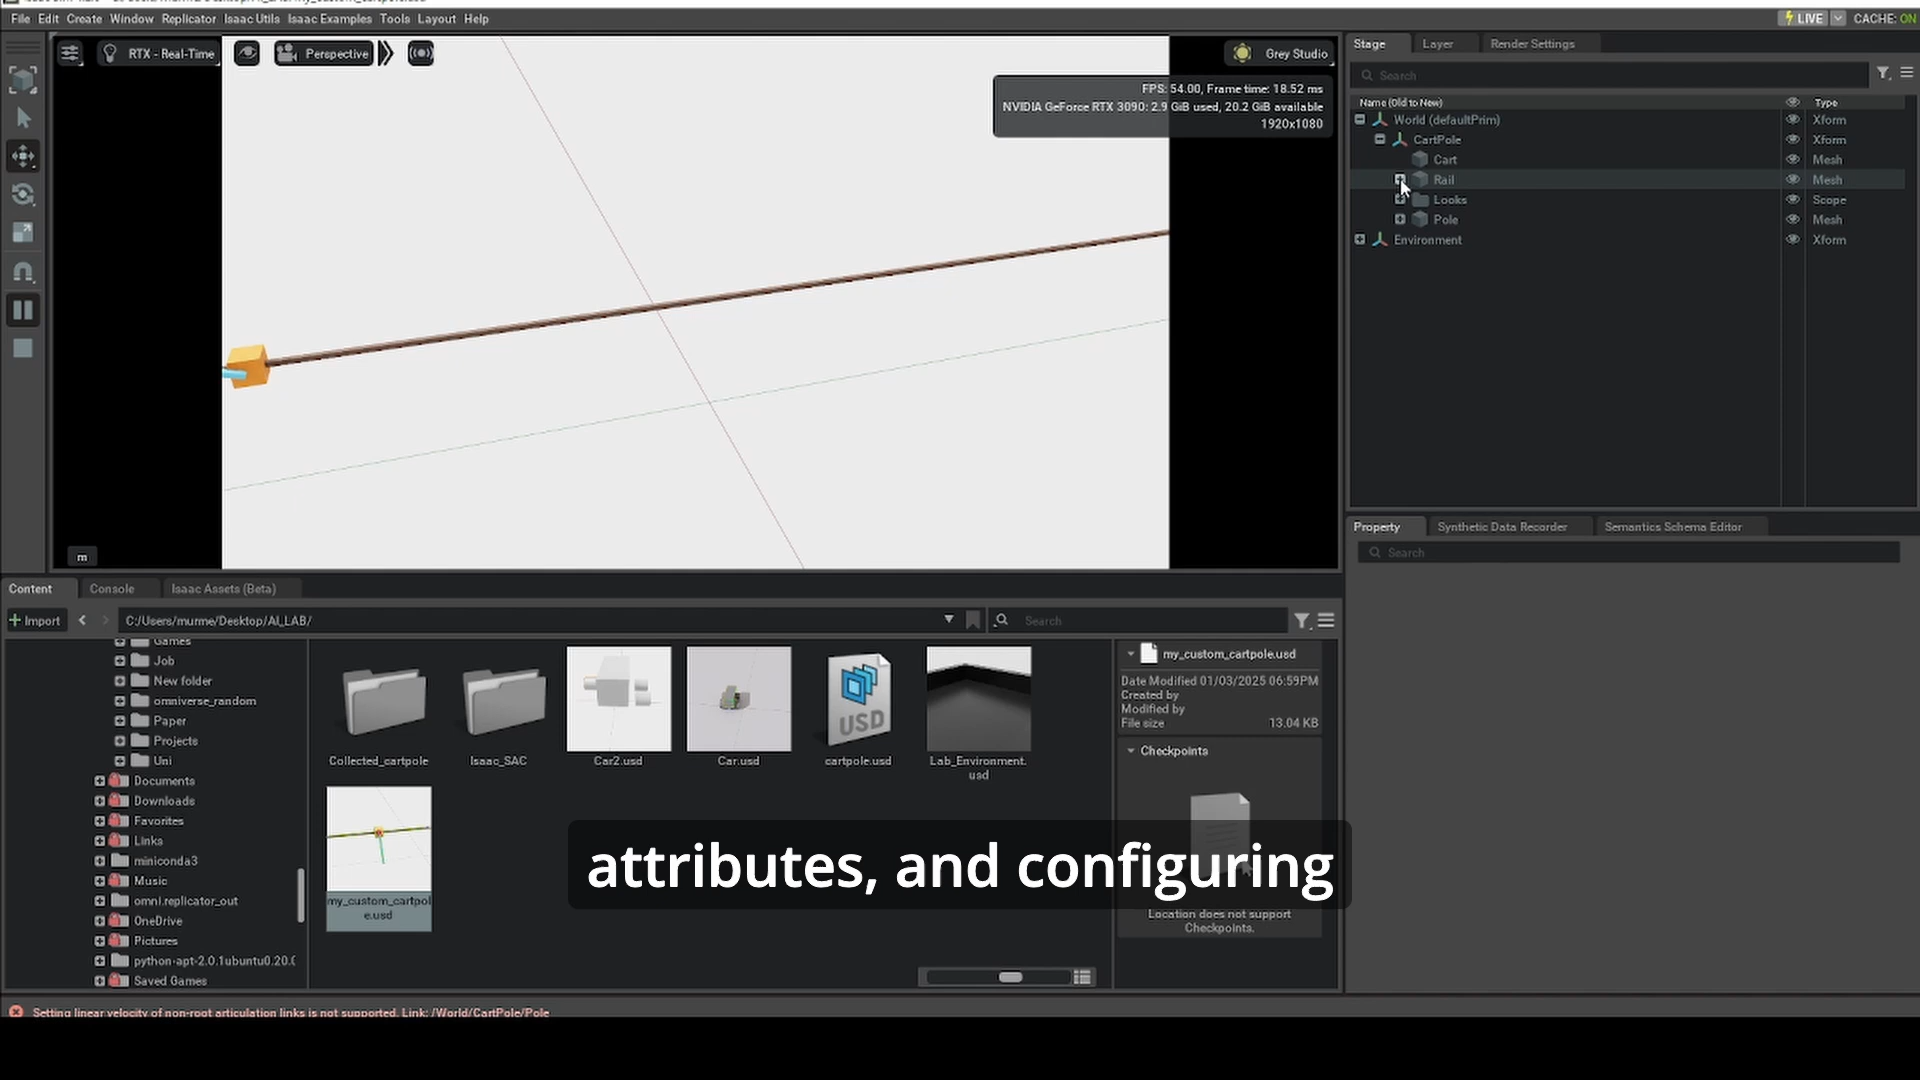 File Edit Create Window Replicator Isaac Utils Isaac Examples Tools Layout Help
LIVE CACHE: ON
RTX - Real-Time
Perspective
Grey Studio
FPS: 54.00, Frame time: 18.52 ms
NVIDIA GeForce RTX 3090: 2.9 GiB used, 20.2 GiB available
1920x1080
m
Stage Layer Render Settings
Search
Name (Old to New) Type
World (defaultPrim) Xform
CartPole Xform
Cart Mesh
Rail Mesh
Looks Scope
Pole Mesh
Environment Xform
Property Synthetic Data Recorder Semantics Schema Editor
Search
Content Console Isaac Assets (Beta)
Import C:/Users/murme/Desktop/AI_LAB/ Search
Games
Job
New folder
omniverse_random
Paper
Projects
Uni
Documents
Downloads
Favorites
Links
miniconda3
Music
omni.replicator_out
OneDrive
Pictures
python-apt-2.0.1ubuntu0.20.
Saved Games
USD
Collected_cartpole Isaac_SAC Car2.usd Car.usd cartpole.usd Lab_Environment.
usd
my_custom_cartpol
e.usd
my_custom_cartpole.usd
Date Modified 01/03/2025 06:59PM
Created by
Modified by
File size 13.04 KB
Checkpoints
Location does not support
Checkpoints.
attributes, and configuring
Setting linear velocity of non-root articulation links is not supported. Link: /World/CartPole/Pole